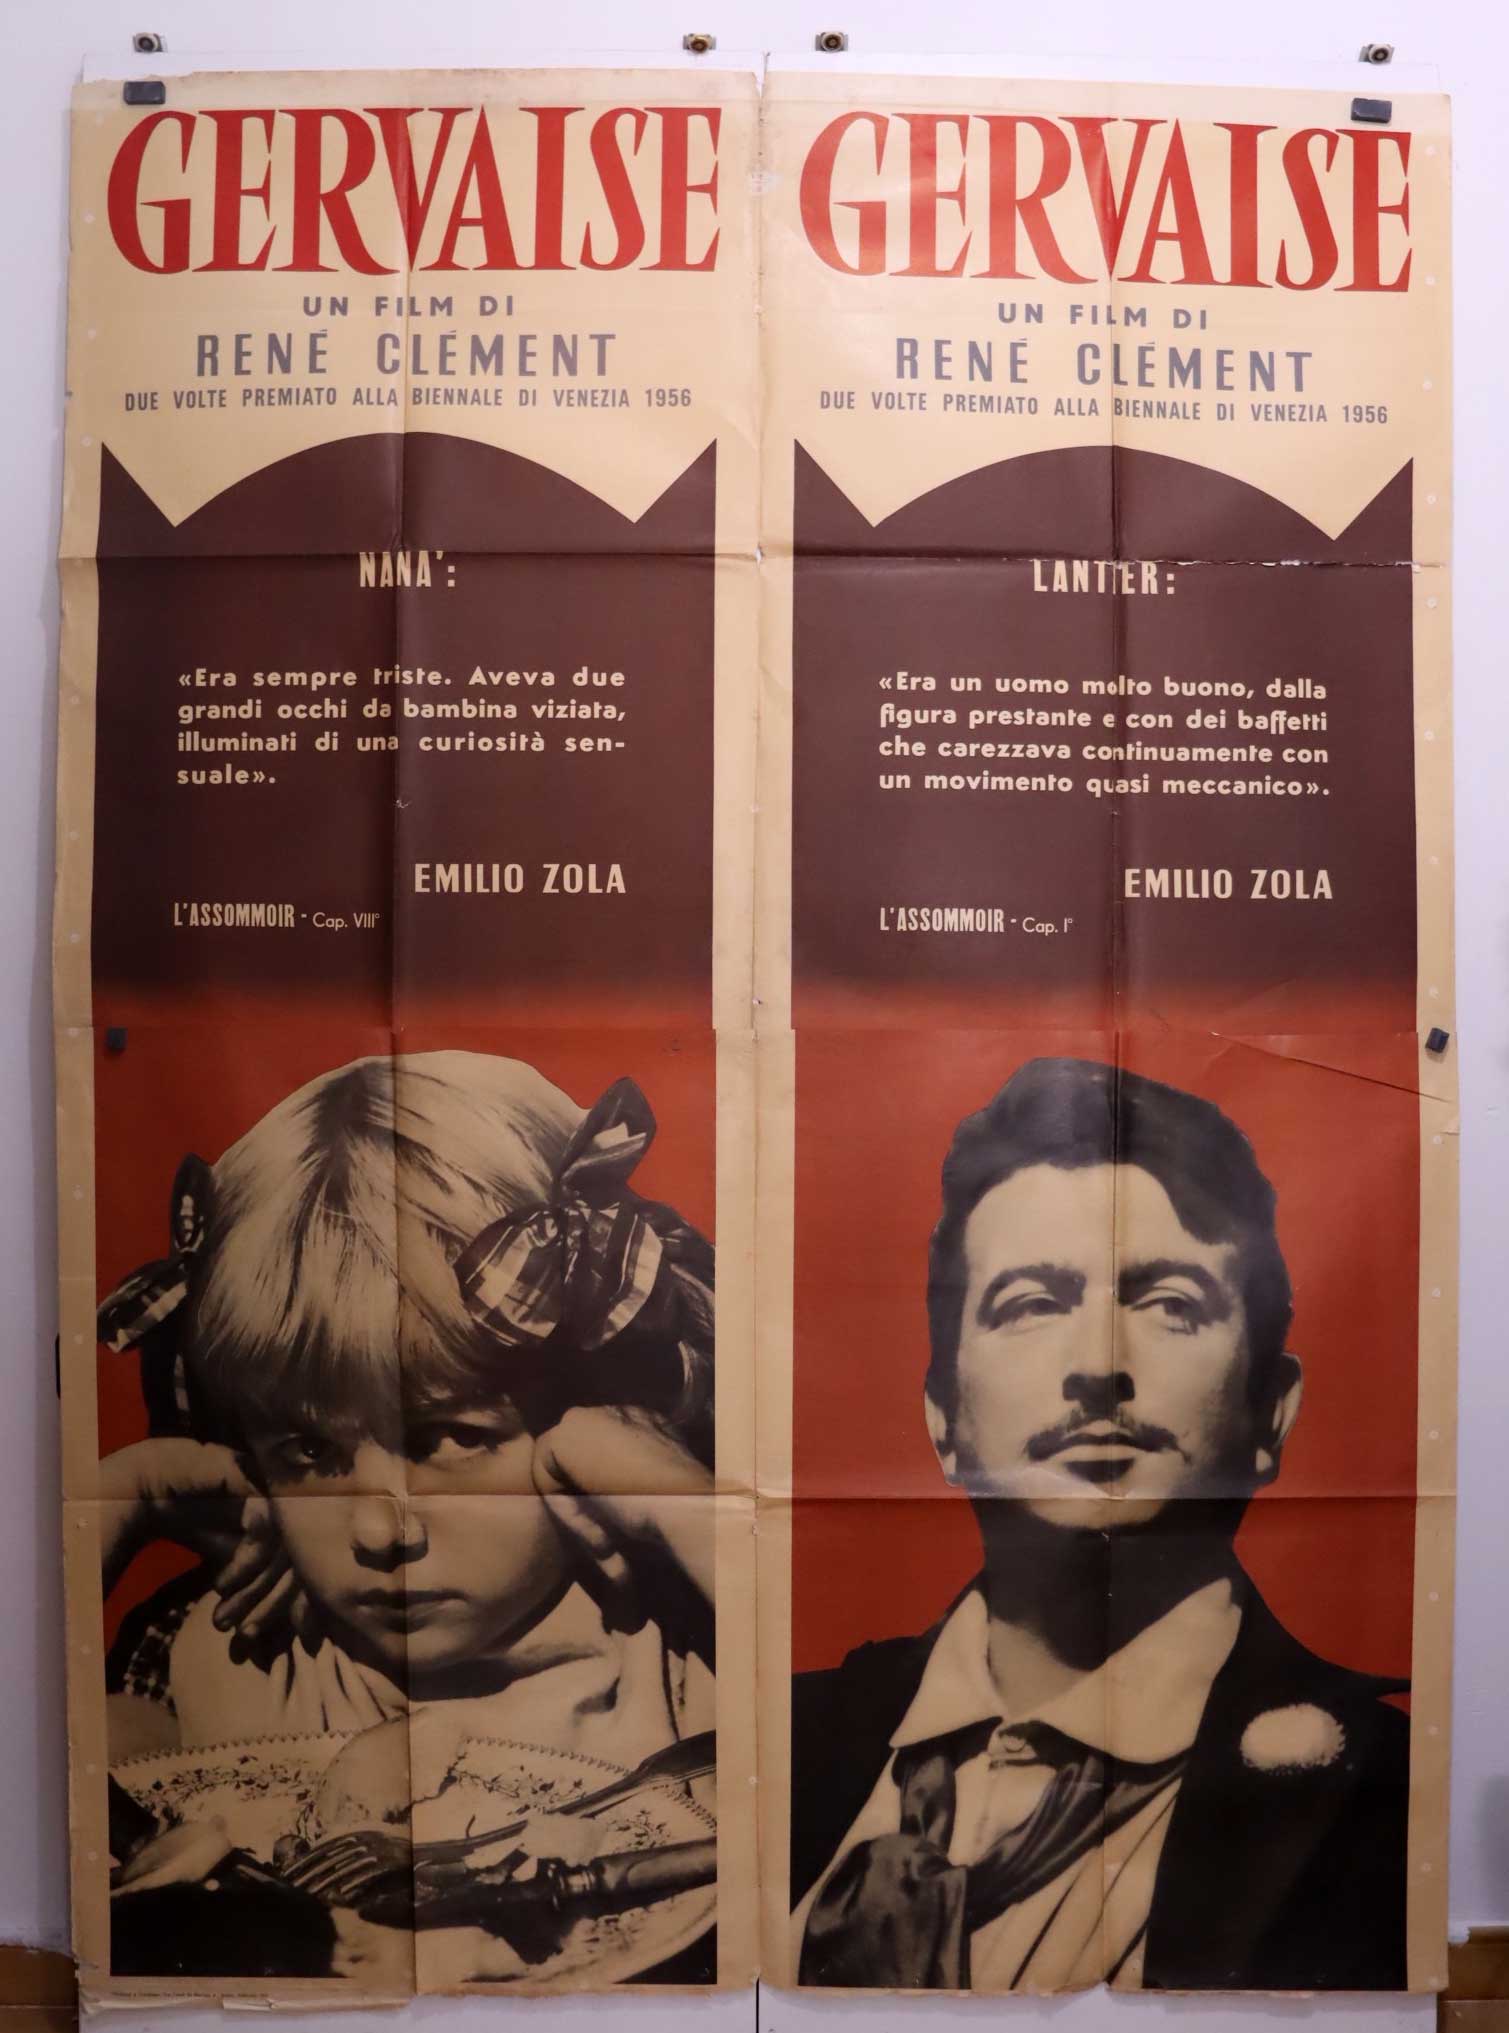 GERVAISE
UN FILM DI
RENÉ CLÉMENT
DUE VOLTE PREMIATO ALLA BIENNALE DI VENEZIA 1956
NANA':
«Era sempre triste. Aveva due
grandi occhi da bambina viziata,
illuminati di una curiosità sen-
suale».
EMILIO ZOLA
L'ASSOMMOIR - Cap. VIII°
GERVAISE
UN FILM DI
RENÉ CLÉMENT
DUE VOLTE PREMIATO ALLA BIENNALE DI VENEZIA 1956
LANTIER:
«Era un uomo molto buono, dalla
figura prestante e con dei baffetti
che carezzava continuamente con
un movimento quasi meccanico».
EMILIO ZOLA
L'ASSOMMOIR - Cap. I°